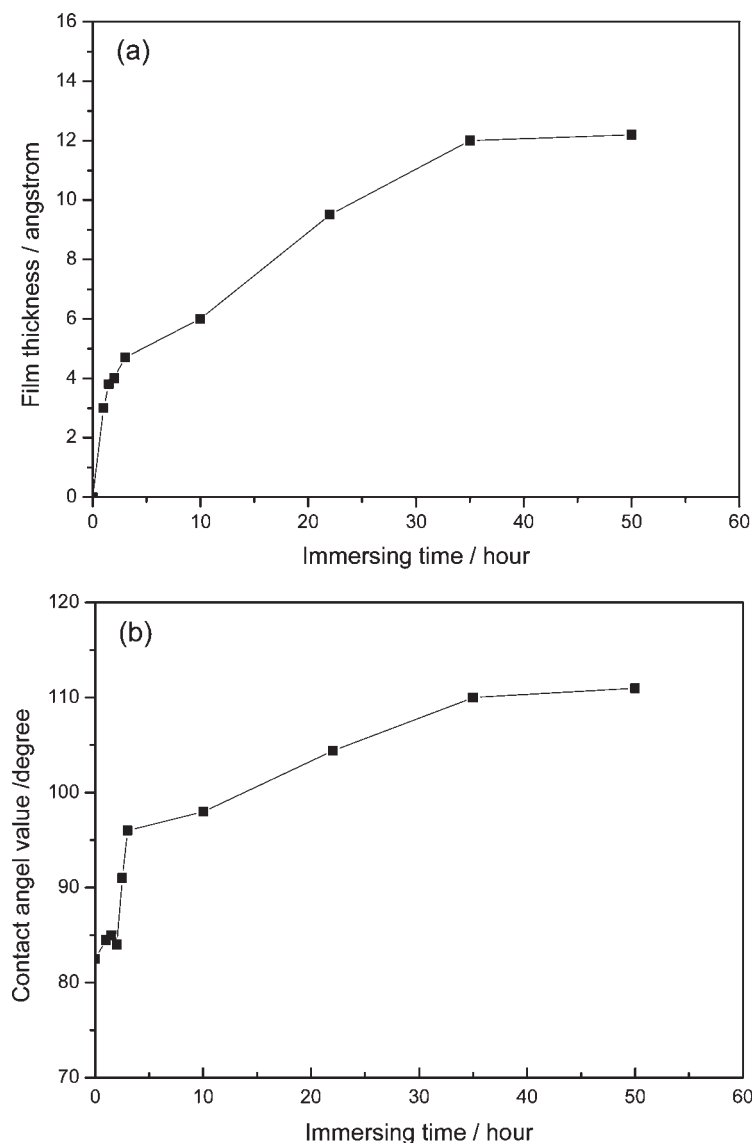 (a)
16
14
12
10
8
6
4
2
0
Film thickness / angstrom
0 10 20 30 40 50 60
Immersing time / hour
(b)
120
110
100
90
80
70
Contact angel value /degree
0 10 20 30 40 50 60
Immersing time / hour